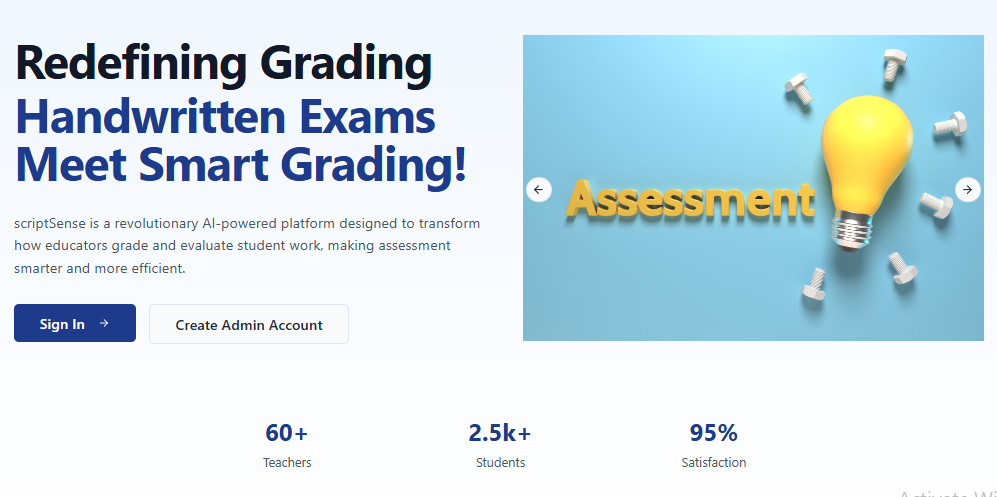 Redefining Grading
Handwritten Exams
Meet Smart Grading!
scriptSense is a revolutionary AI-powered platform designed to transform
how educators grade and evaluate student work, making assessment
smarter and more efficient.
Sign In
Create Admin Account
Assessment
60+
2.5k+
95%
Teachers
Students
Satisfaction